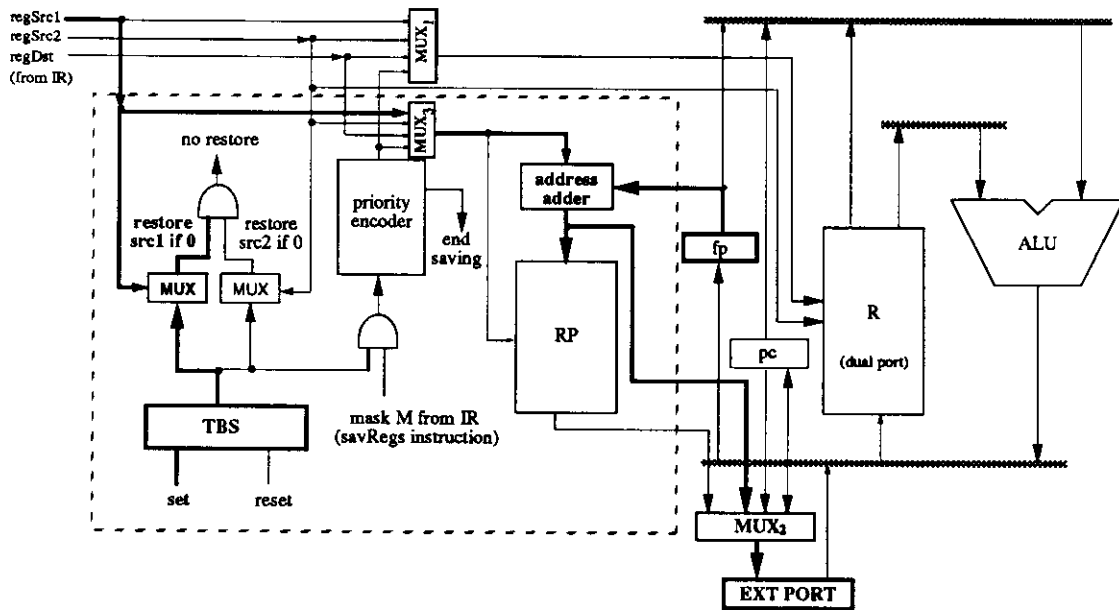 regSrc1
regSrc2
regDst
(from IR)
MUX1
MUX3
no restore
restore
src1 if 0
restore
src2 if 0
MUX
MUX
priority
encoder
end
saving
address
adder
fp
ALU
R
(dual port)
RP
pc
TBS
mask M from IR
(savRegs instruction)
set
reset
MUX2
EXT PORT